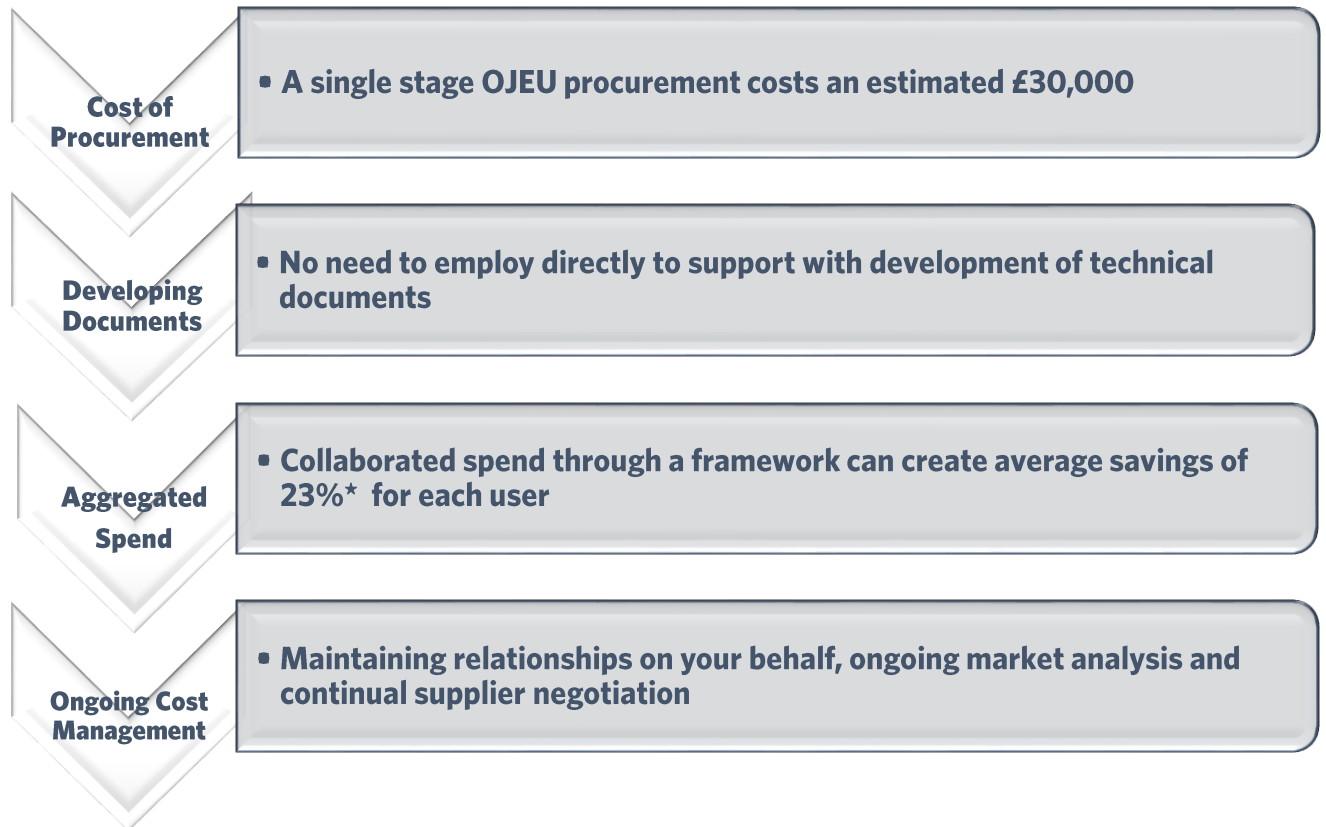 Cost of
Procurement
• A single stage OJEU procurement costs an estimated £30,000
Developing
Documents
• No need to employ directly to support with development of technical
documents
Aggregated
Spend
• Collaborated spend through a framework can create average savings of
23%* for each user
Ongoing Cost
Management
• Maintaining relationships on your behalf, ongoing market analysis and
continual supplier negotiation